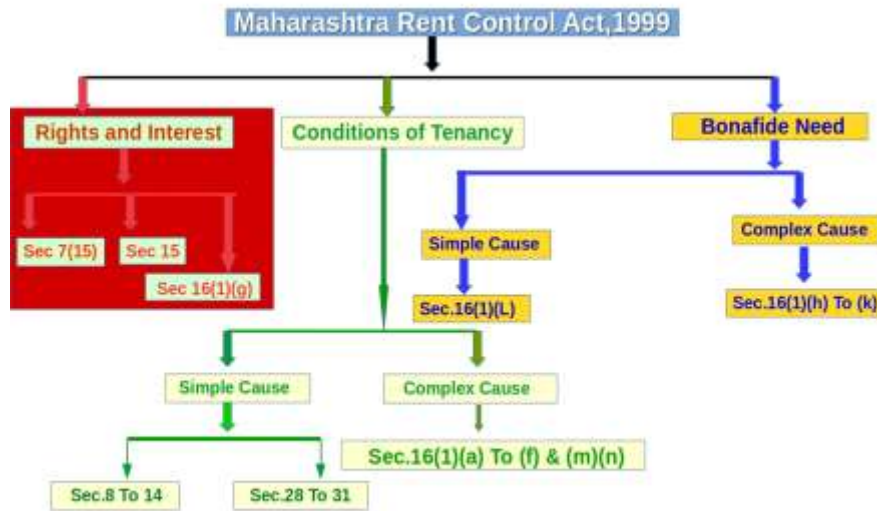 Maharashtra Rent Control Act,1999
Rights and Interest
Conditions of Tenancy
Bonafide Need
Sec 7(15)
Sec 15
Sec 16(1)(g)
Simple Cause
Complex Cause
Sec.16(1)(L)
Sec.16(1)(h) To (k)
Simple Cause
Complex Cause
Sec.16(1)(a) To (f) & (m)(n)
Sec.8 To 14
Sec.28 To 31